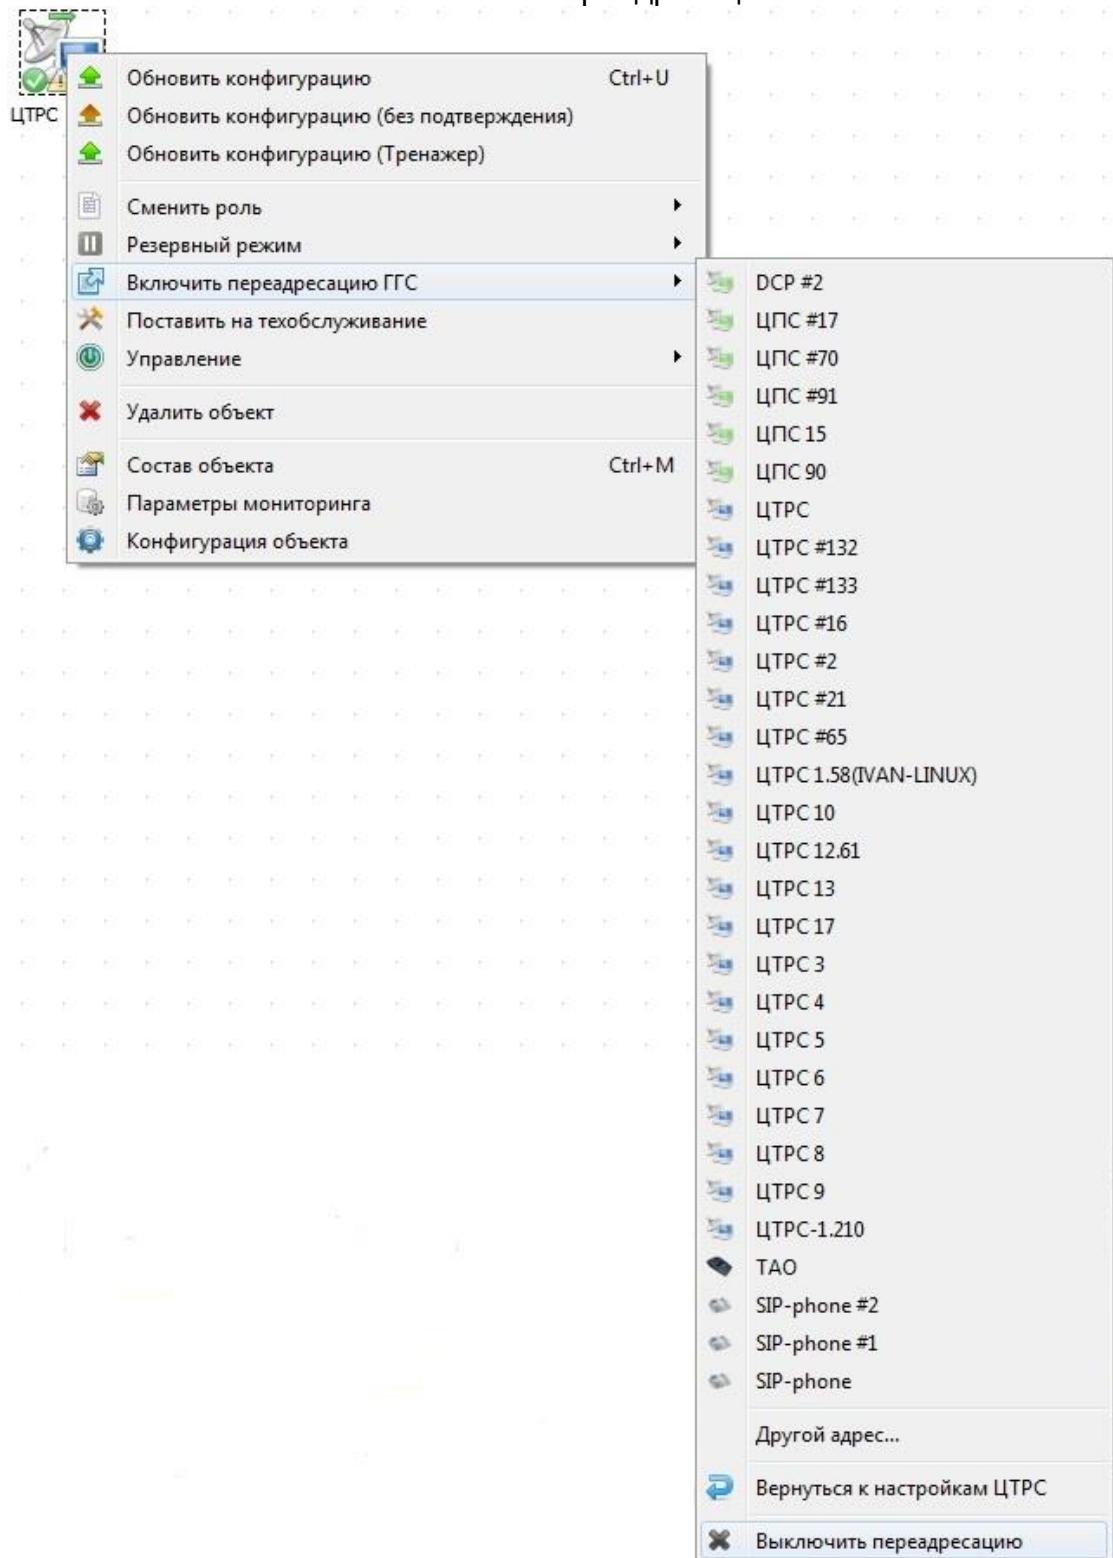 ЦТРС
Обновить конфигурацию Ctrl+U
Обновить конфигурацию (без подтверждения)
Обновить конфигурацию (Тренажер)
Сменить роль
Резервный режим
Включить переадресацию ГГС
Поставить на техобслуживание
Управление
Удалить объект
Состав объекта Ctrl+M
Параметры мониторинга
Конфигурация объекта
DCP #2
ЦПС #17
ЦПС #70
ЦПС #91
ЦПС 15
ЦПС 90
ЦТРС
ЦТРС #132
ЦТРС #133
ЦТРС #16
ЦТРС #2
ЦТРС #21
ЦТРС #65
ЦТРС 1.58(IVAN-LINUX)
ЦТРС 10
ЦТРС 12.61
ЦТРС 13
ЦТРС 17
ЦТРС 3
ЦТРС 4
ЦТРС 5
ЦТРС 6
ЦТРС 7
ЦТРС 8
ЦТРС 9
ЦТРС-1.210
TAO
SIP-phone #2
SIP-phone #1
SIP-phone
Другой адрес...
Вернуться к настройкам ЦТРС
Выключить переадресацию